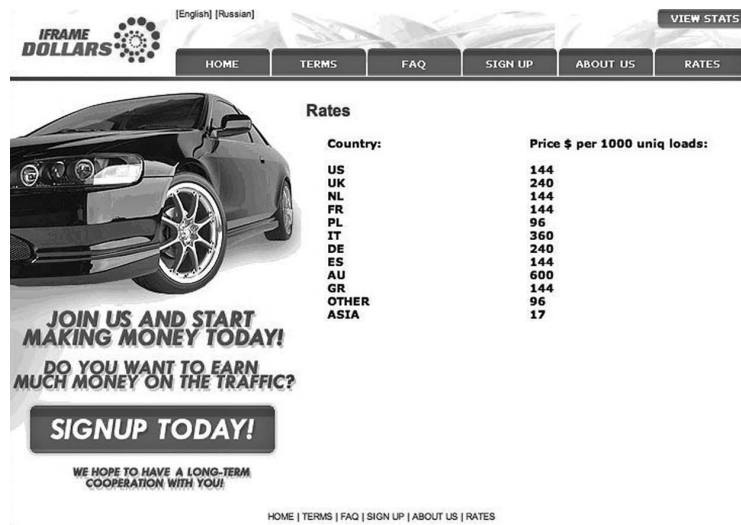 [English] [Russian]
VIEW STATS
IFRAME
DOLLARS
HOME TERMS FAQ SIGN UP ABOUT US RATES
Rates
Country: Price $ per 1000 uniq loads:
US 144
UK 240
NL 144
FR 144
PL 96
IT 360
DE 240
ES 144
AU 600
GR 144
OTHER 96
ASIA 17
JOIN US AND START
MAKING MONEY TODAY!
DO YOU WANT TO EARN
MUCH MONEY ON THE TRAFFIC?
SIGNUP TODAY!
WE HOPE TO HAVE A LONG-TERM
COOPERATION WITH YOU!
HOME | TERMS | FAQ | SIGN UP | ABOUT US | RATES